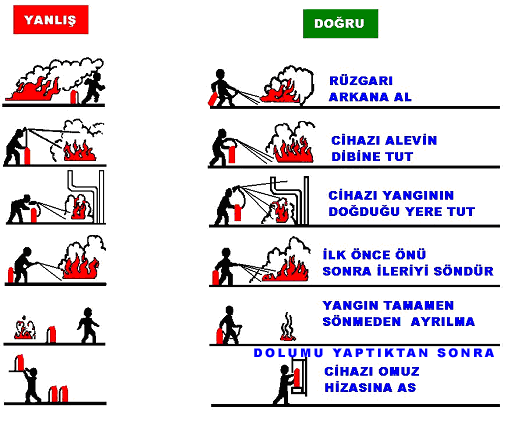 YANLIŞ
DOĞRU
RÜZGARI
ARKANA AL
CİHAZI ALEVİN
DİBİNE TUT
CİHAZI YANGININ
DOĞDUĞU YERE TUT
İLK ÖNCE ÖNÜ
SONRA İLERİYİ SÖNDÜR
YANGIN TAMAMEN
SÖNMEDEN AYRILMA
DOLUMU YAPTIKTAN SONRA
CİHAZI OMUZ
HİZASINA AS